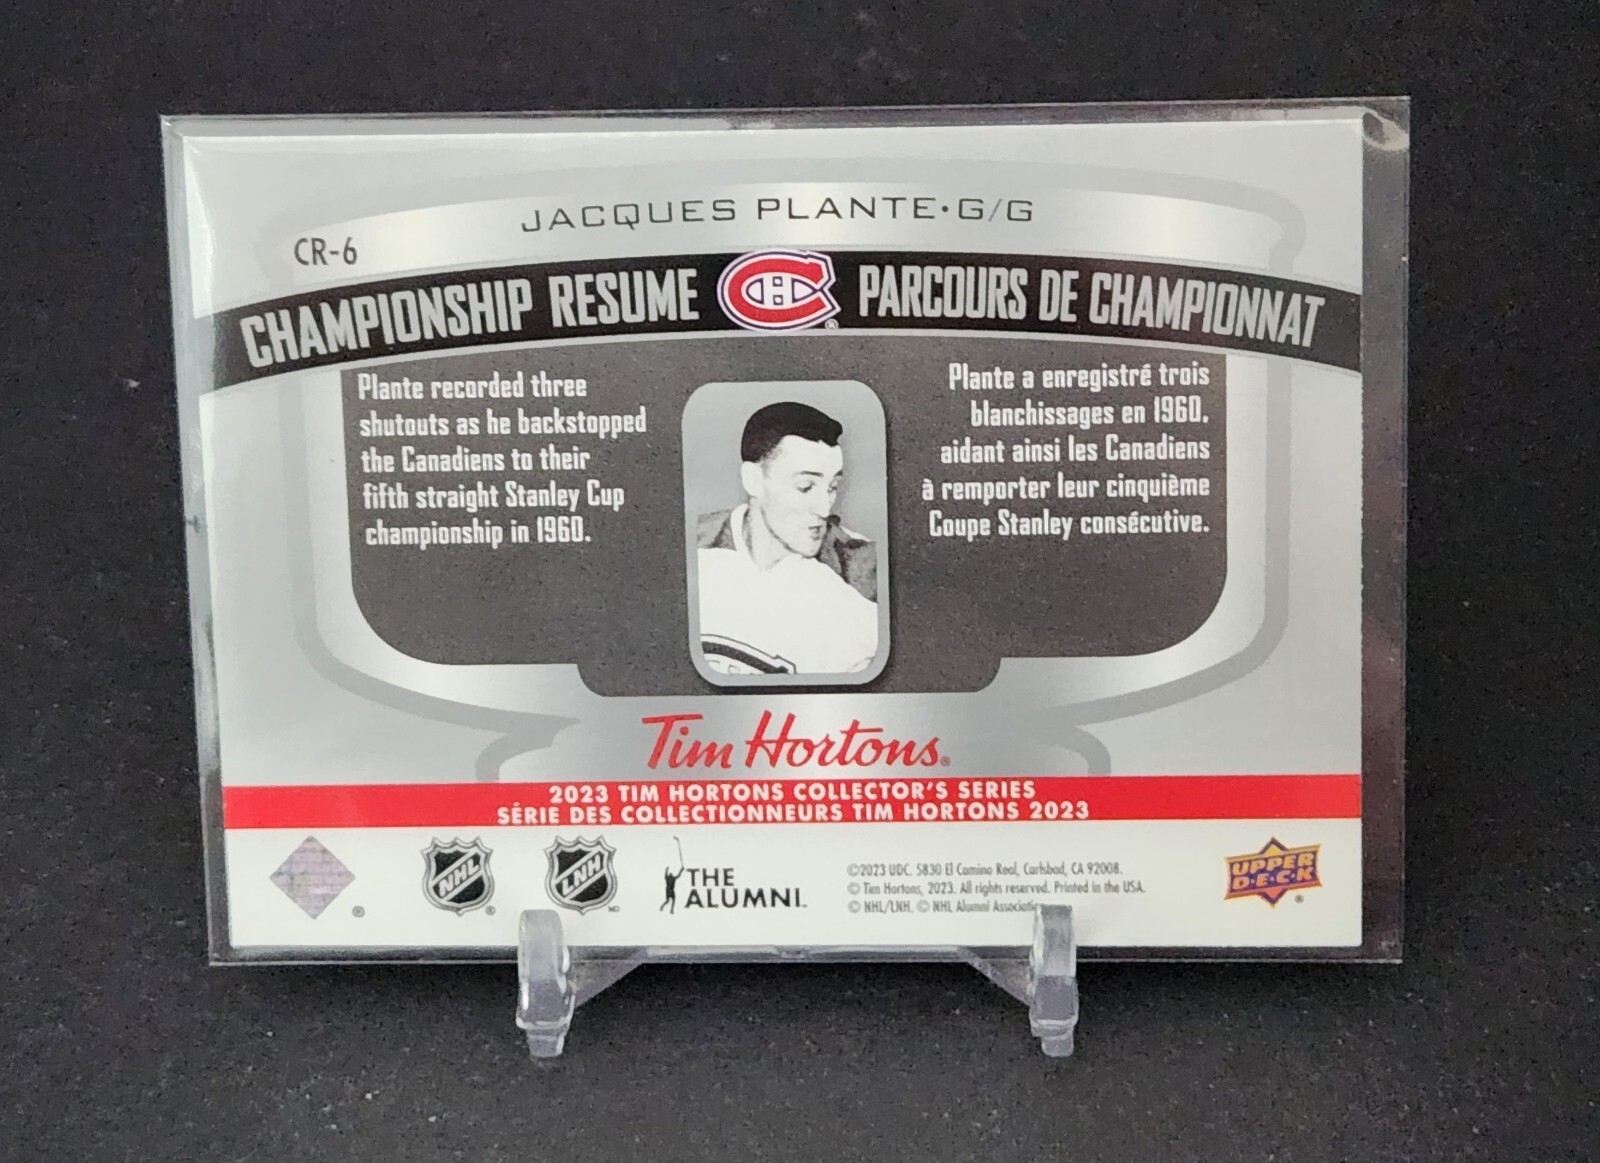 JACQUES PLANTE•G/G
CR-6
CHAMPIONSHIP RESUME
CH
PARCOURS DE CHAMPIONNAT
Plante recorded three
shutouts as he backstopped
the Canadiens to their
fifth straight Stanley Cup
championship in 1960.
Plante a enregistré trois
blanchissages en 1960.
aidant ainsi les Canadiens
à remporter leur cinquième
Coupe Stanley consécutive.
Tim Hortons®
2023 TIM HORTONS COLLECTOR'S SERIES
SÉRIE DES COLLECTIONNEURS TIM HORTONS 2023
NHL
LNH
THE
ALUMNI
©2023 UDC. 5830 El Camino Real, Carlsbad, CA 92008.
© Tim Hortons, 2023. All rights reserved. Printed in the USA.
© NHL/LNH. © NHL Alumni Association
UPPER
D•E•C•K